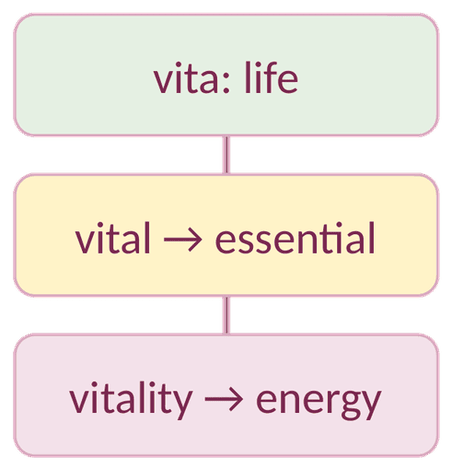 vita: life
vital → essential
vitality → energy